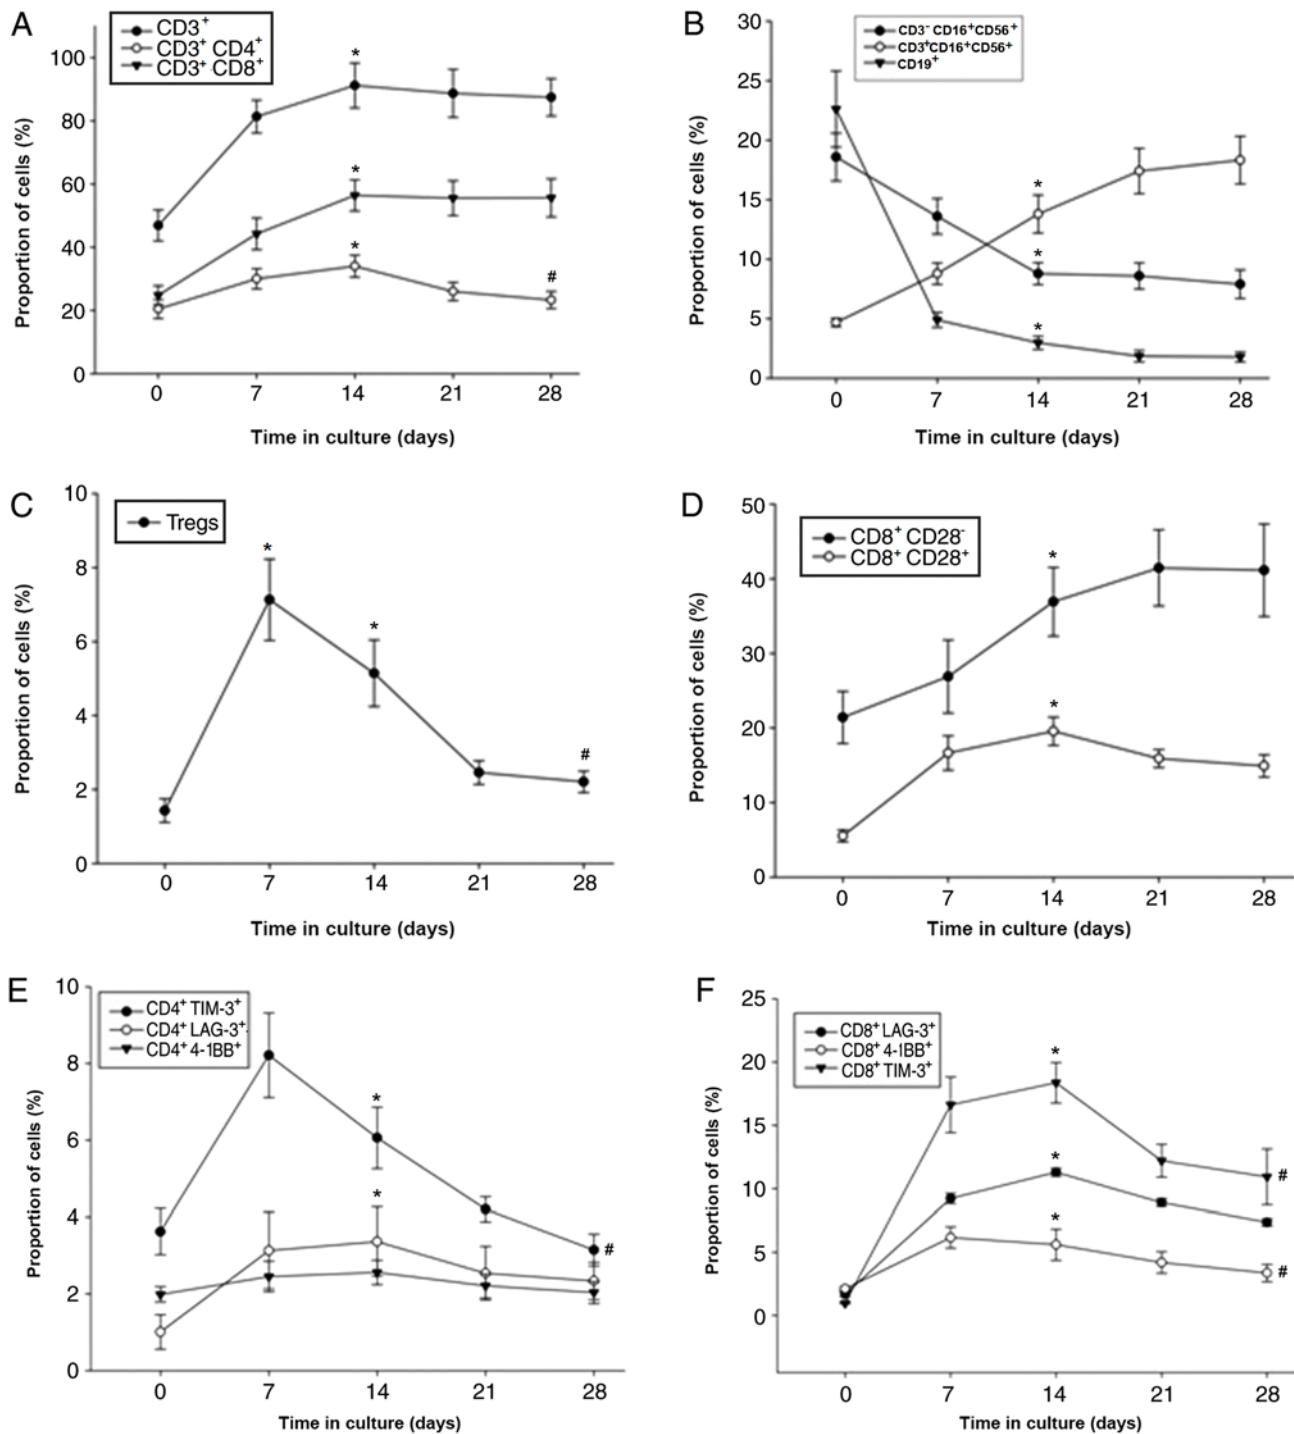 A
CD3⁺
CD3⁺ CD4⁺
CD3⁺ CD8⁺
100
80
60
40
20
0
Proportion of cells (%)
*
*
*
#
0 7 14 21 28
Time in culture (days)
B
CD3⁻ CD16⁺CD56⁺
CD3⁺CD16⁺CD56⁺
CD19⁺
30
25
20
15
10
5
0
Proportion of cells (%)
*
*
*
0 7 14 21 28
Time in culture (days)
C
Tregs
10
8
6
4
2
0
Proportion of cells (%)
*
*
#
0 7 14 21 28
Time in culture (days)
D
CD8⁺ CD28⁻
CD8⁺ CD28⁺
50
40
30
20
10
0
Proportion of cells (%)
*
*
0 7 14 21 28
Time in culture (days)
E
CD4⁺ TIM-3⁺
CD4⁺ LAG-3⁺
CD4⁺ 4-1BB⁺
10
8
6
4
2
0
Proportion of cells (%)
*
*
#
0 7 14 21 28
Time in culture (days)
F
CD8⁺ LAG-3⁺
CD8⁺ 4-1BB⁺
CD8⁺ TIM-3⁺
25
20
15
10
5
0
Proportion of cells (%)
*
*
*
#
#
0 7 14 21 28
Time in culture (days)